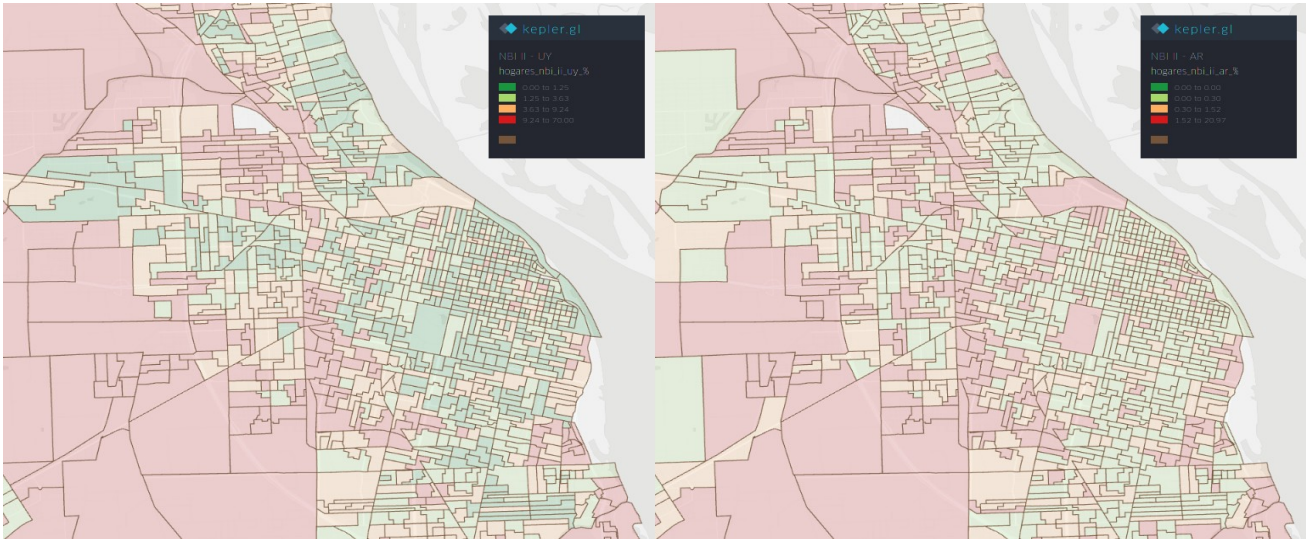 kepler.gl
NBI II - UY
hogares_nbi_ii_uy_%
0.00 to 1.25
1.25 to 3.63
3.63 to 9.24
9.24 to 70.00
kepler.gl
NBI II - AR
hogares_nbi_ii_ar_%
0.00 to 0.00
0.00 to 0.30
0.30 to 1.52
1.52 to 20.97